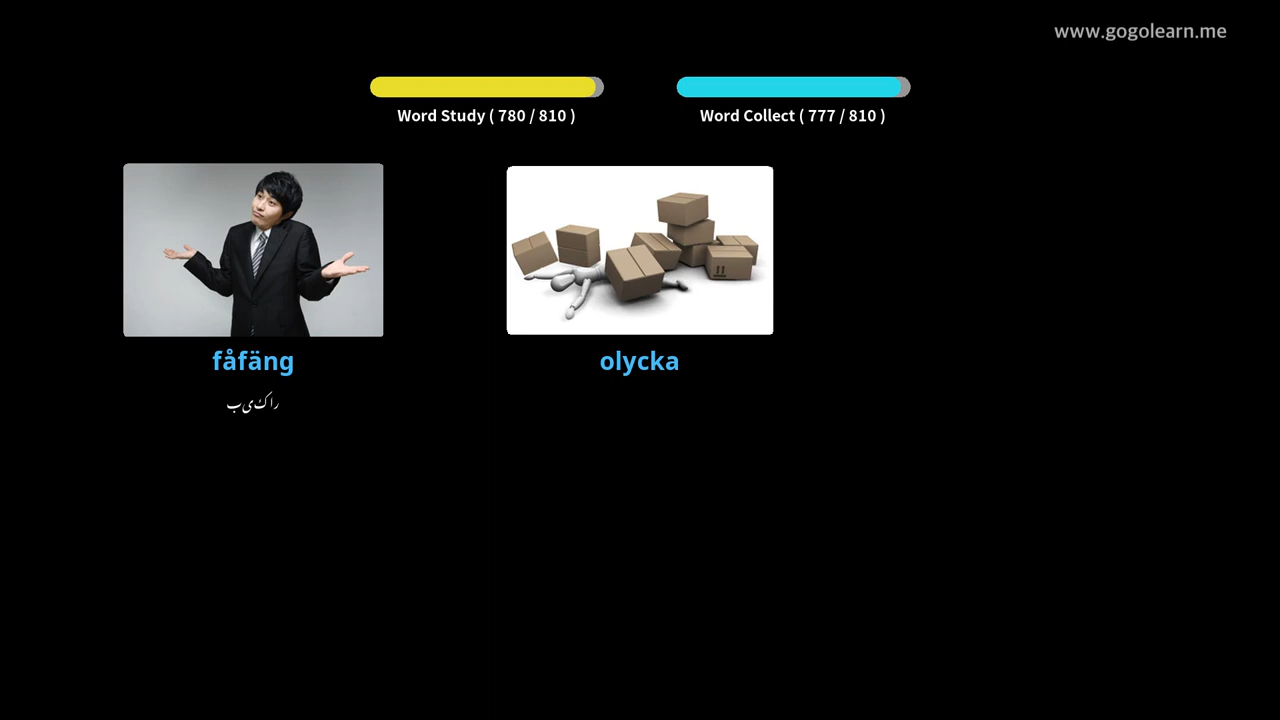 www.gogolearn.me
Word Study ( 780 / 810 )
Word Collect ( 777 / 810 )
fåfäng
olycka
راکیب